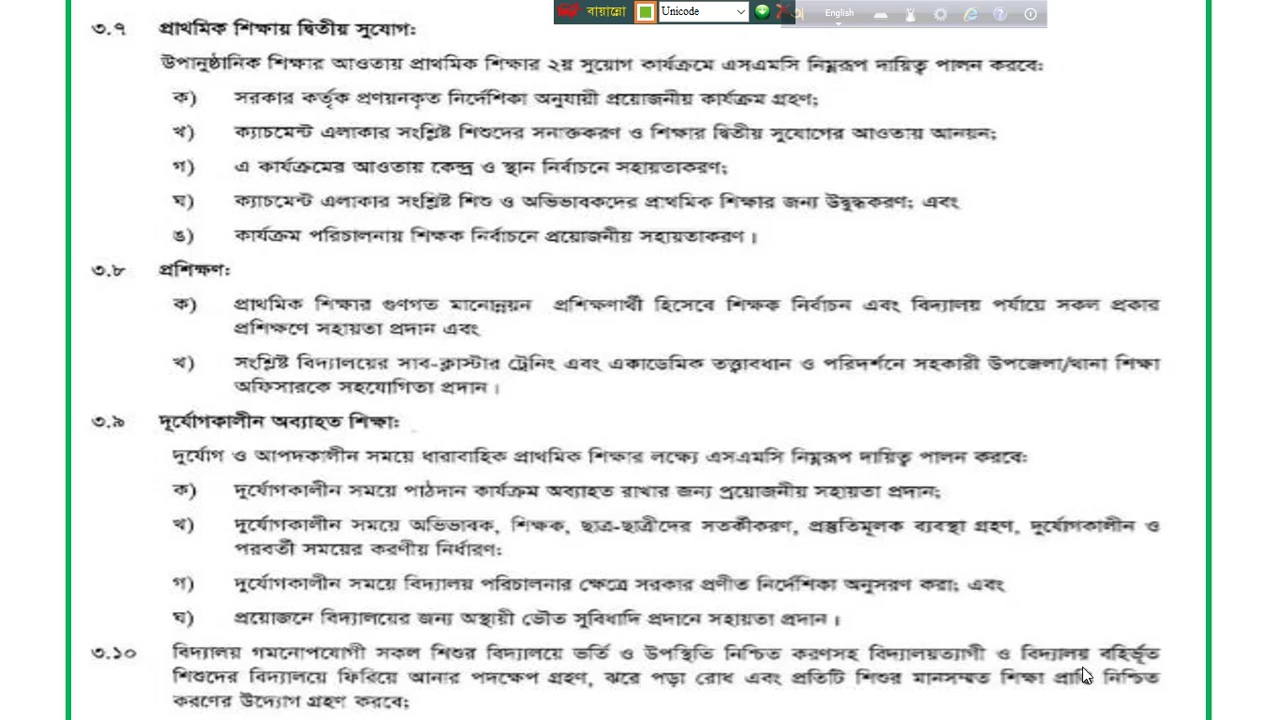 বায়ান্নো Unicode English
৩.৭ প্রাথমিক শিক্ষায় দ্বিতীয় সুযোগ:
উপানুষ্ঠানিক শিক্ষার আওতায় প্রাথমিক শিক্ষার ২য় সুযোগ কার্যক্রমে এসএমসি নিম্নরূপ দায়িত্ব পালন করবে:
ক) সরকার কর্তৃক প্রণয়নকৃত নির্দেশিকা অনুযায়ী প্রয়োজনীয় কার্যক্রম গ্রহণ;
খ) ক্যাচমেন্ট এলাকার সংশ্লিষ্ট শিশুদের সনাক্তকরণ ও শিক্ষার দ্বিতীয় সুযোগের আওতায় আনয়ন;
গ) এ কার্যক্রমের আওতায় কেন্দ্র ও স্থান নির্বাচনে সহায়তাকরণ;
ঘ) ক্যাচমেন্ট এলাকার সংশ্লিষ্ট শিশু ও অভিভাবকদের প্রাথমিক শিক্ষার জন্য উদ্বুদ্ধকরণ; এবং
ঙ) কার্যক্রম পরিচালনায় শিক্ষক নির্বাচনে প্রয়োজনীয় সহায়তাকরণ।
৩.৮ প্রশিক্ষণ:
ক) প্রাথমিক শিক্ষার গুণগত মানোন্নয়ন প্রশিক্ষণার্থী হিসেবে শিক্ষক নির্বাচন এবং বিদ্যালয় পর্যায়ে সকল প্রকার
প্রশিক্ষণে সহায়তা প্রদান এবং
খ) সংশ্লিষ্ট বিদ্যালয়ের সাব-ক্লাস্টার ট্রেনিং এবং একাডেমিক তত্ত্বাবধান ও পরিদর্শনে সহকারী উপজেলা/থানা শিক্ষা
অফিসারকে সহযোগিতা প্রদান।
৩.৯ দূর্যোগকালীন অব্যাহত শিক্ষা:
দুর্যোগ ও আপদকালীন সময়ে ধারাবাহিক প্রাথমিক শিক্ষার লক্ষ্যে এসএমসি নিম্নরূপ দায়িত্ব পালন করবে:
ক) দুর্যোগকালীন সময়ে পাঠদান কার্যক্রম অব্যাহত রাখার জন্য প্রয়োজনীয় সহায়তা প্রদান;
খ) দুর্যোগকালীন সময়ে অভিভাবক, শিক্ষক, ছাত্র-ছাত্রীদের সতর্কীকরণ, প্রস্তুতিমূলক ব্যবস্থা গ্রহণ, দুর্যোগকালীন ও
পরবর্তী সময়ের করণীয় নির্ধারণ:
গ) দুর্যোগকালীন সময়ে বিদ্যালয় পরিচালনার ক্ষেত্রে সরকার প্রণীত নির্দেশিকা অনুসরণ করা; এবং
ঘ) প্রয়োজনে বিদ্যালয়ের জন্য অস্থায়ী ভৌত সুবিধাদি প্রদানে সহায়তা প্রদান।
৩.১০ বিদ্যালয় গমনোপযোগী সকল শিশুর বিদ্যালয়ে ভর্তি ও উপস্থিতি নিশ্চিত করণসহ বিদ্যালয়ত্যাগী ও বিদ্যালয় বহির্ভূত
শিশুদের বিদ্যালয়ে ফিরিয়ে আনার পদক্ষেপ গ্রহণ, ঝরে পড়া রোধ এবং প্রতিটি শিশুর মানসম্মত শিক্ষা প্রাপ্তি নিশ্চিত
করণের উদ্যোগ গ্রহণ করবে;